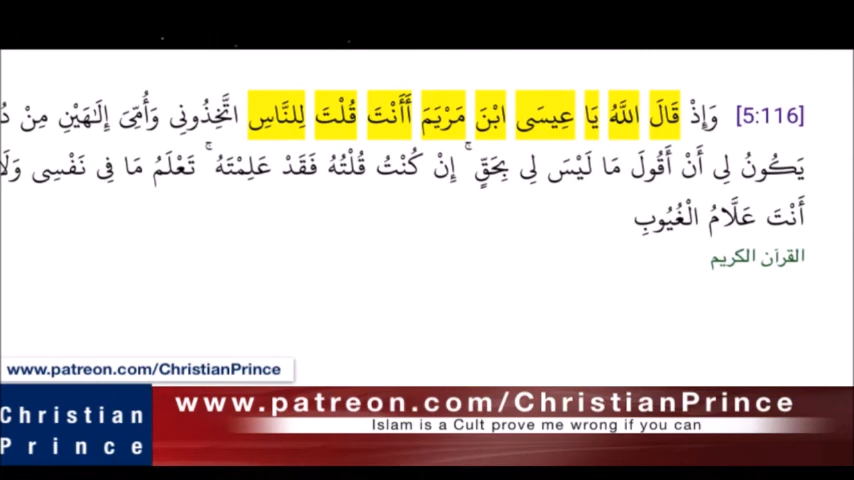 [5:116] وَإِذْ قَالَ اللَّهُ يَا عِيسَى ابْنَ مَرْيَمَ أَأَنْتَ قُلْتَ لِلنَّاسِ اتَّخِذُونِى وَأُمِّىَ إِلَـٰهَيْنِ مِنْ
يَكُونُ لِى أَنْ أَقُولَ مَا لَيْسَ لِى بِحَقٍّ ۚ إِنْ كُنْتُ قُلْتُهُ فَقَدْ عَلِمْتَهُ ۚ تَعْلَمُ مَا فِى نَفْسِى وَلَا
أَنْتَ عَلَّامُ الْغُيُوبِ
القرآن الكريم
www.patreon.com/ChristianPrince
www.patreon.com/ChristianPrince
Islam is a Cult prove me wrong if you can
Christian
Prince